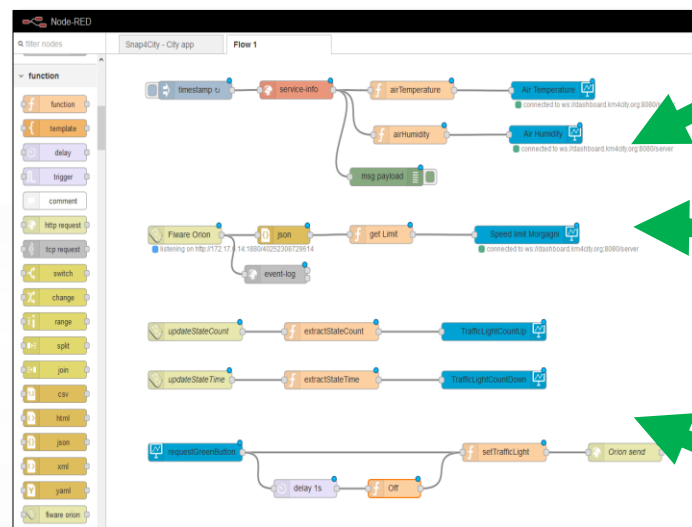 Node-RED
filter nodes
Snap4City - City app
Flow 1
function
function
template
delay
trigger
comment
http request
tcp request
switch
change
range
split
join
csv
html
json
xml
yaml
fiware orion
timestamp ↻
service-info
airTemperature
Air Temperature
connected to ws://dashboard.km4city.org:8080/
airHumidity
Air Humidity
connected to ws://dashboard.km4city.org:8080/server
msg.payload
Fiware Orion
json
get Limit
Speed limit Morgagni
listening on http://172.17.0.14:1880/40252306729614
connected to ws://dashboard.km4city.org:8080/server
event-log
updateStateCount
extractStateCount
TrafficLightCountUp
updateStateTime
extractStateTime
TrafficLightCountDown
requestGreenButton
setTrafficLight
Orion send
delay 1s
Off